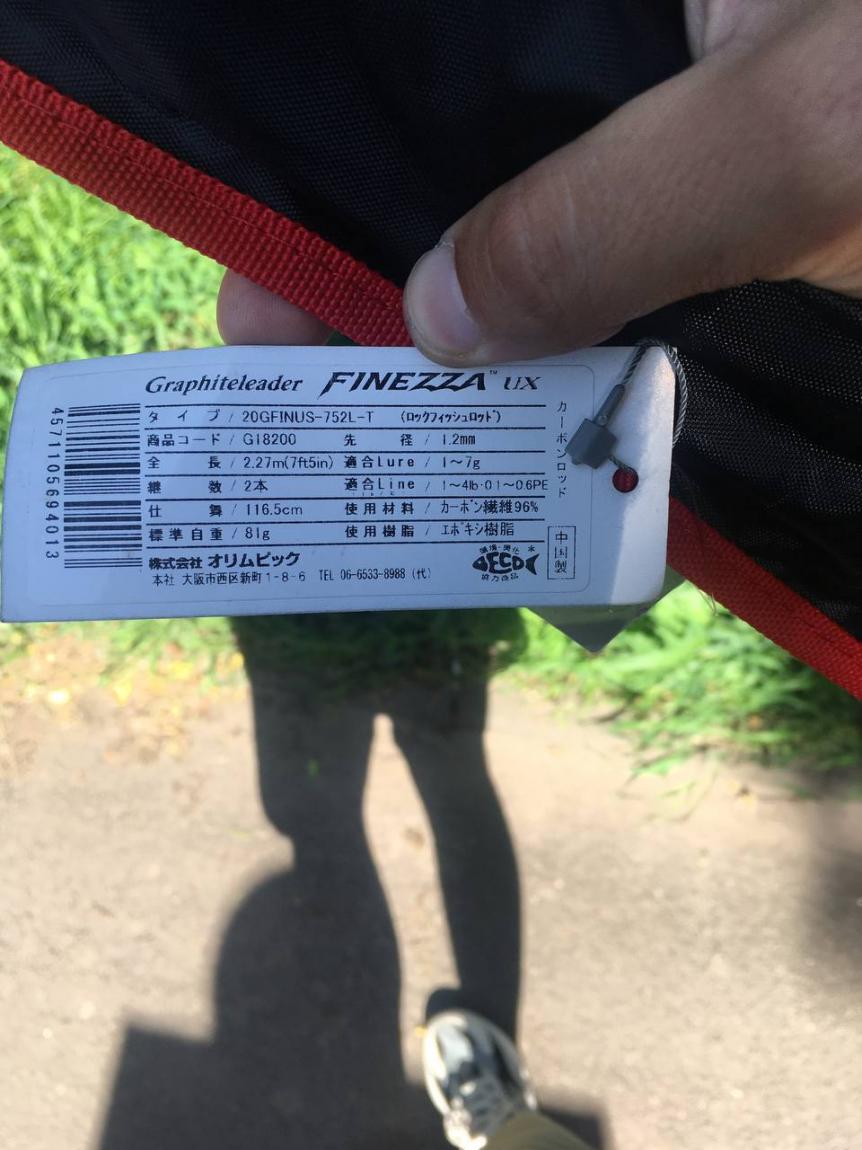 Graphiteleader FINEZZA™ UX
タイプ / 20GFINUS-752L-T (ロックフィッシュロッド)
商品コード / G18200 先径 / 1.2mm
全長 / 2.27m(7ft5in) 適合Lure / 1～7g
継数 / 2本 適合Line / 1～4lb･0.1～0.6PE
仕舞 / 116.5cm 使用材料 / カーボン繊維96%
標準自重 / 81g 使用樹脂 / エポキシ樹脂
株式会社 オリムピック
本社 大阪市西区新町1-8-6 TEL 06-6533-8988 (代)
4571105694013
カーボンロッド
ECO
協力商品
中国製